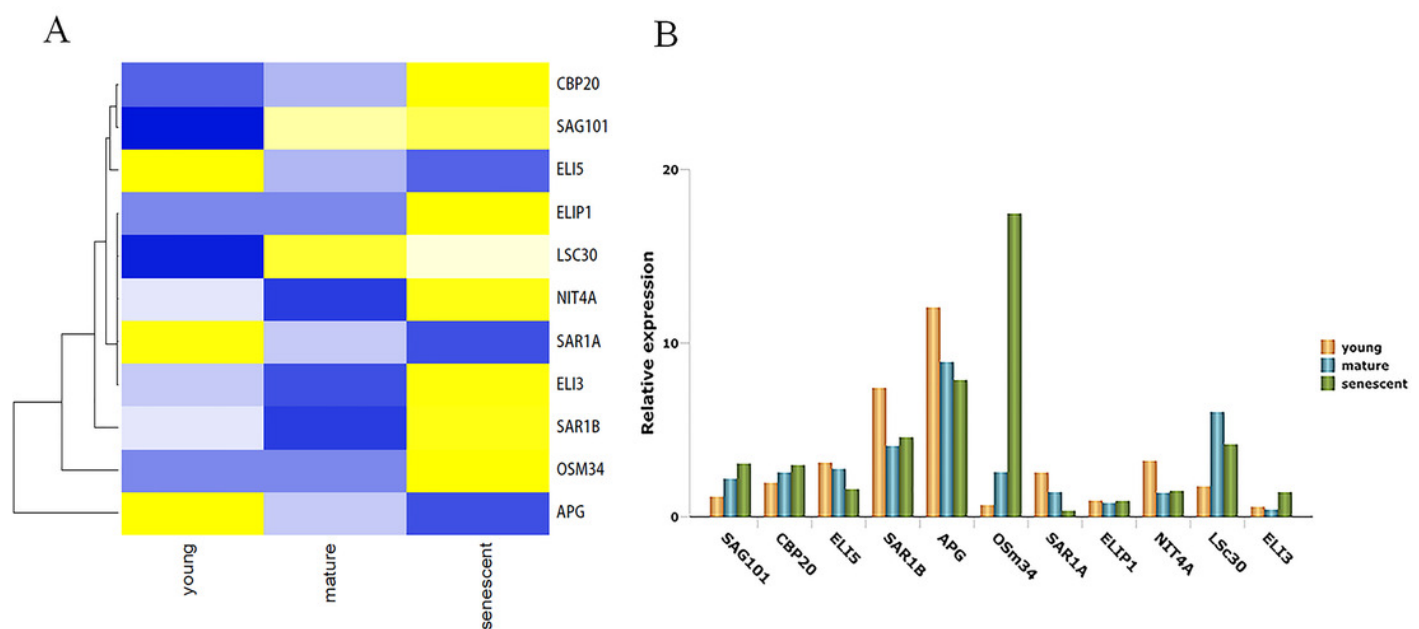 A
CBP20
SAG101
ELI5
ELIP1
LSC30
NIT4A
SAR1A
ELI3
SAR1B
OSM34
APG
young
mature
senescent
B
Relative expression
20
10
0
SAG101
CBP20
ELI5
SAR1B
APG
OSm34
SAR1A
ELIP1
NIT4A
LSc30
ELI3
young
mature
senescent